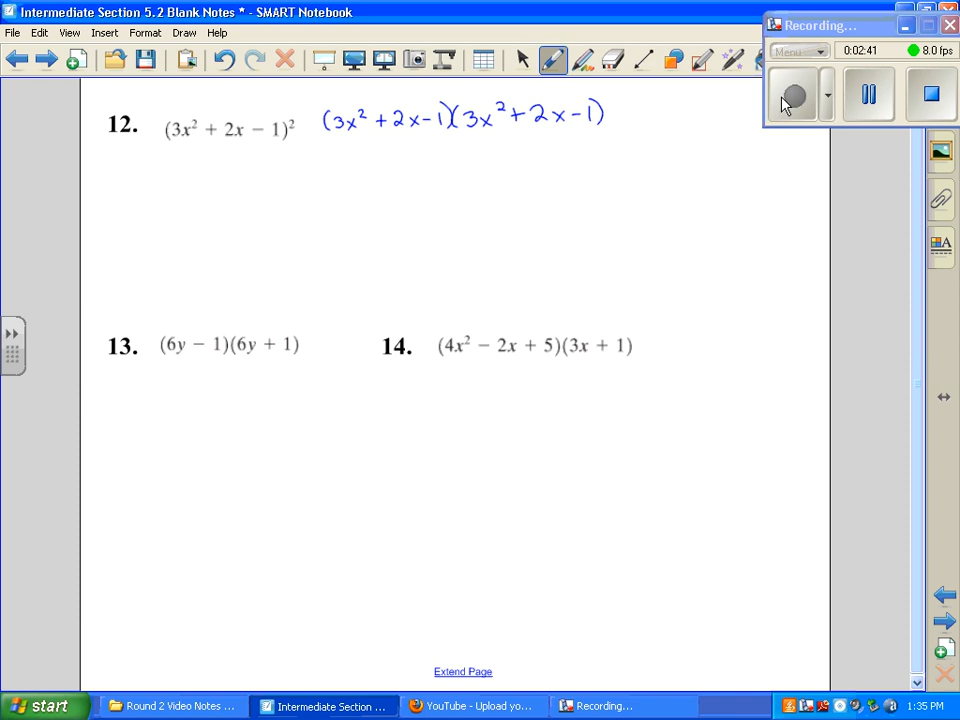 Intermediate Section 5.2 Blank Notes * - SMART Notebook
Recording...
File Edit View Insert Format Draw Help
Menu 0:02:41 8.0 fps
12. (3x² + 2x − 1)² (3x² + 2x - 1)(3x² + 2x - 1)
13. (6y − 1)(6y + 1) 14. (4x² − 2x + 5)(3x + 1)
Extend Page
start Round 2 Video Notes ... Intermediate Section ... YouTube - Upload yo... Recording... 1:35 PM